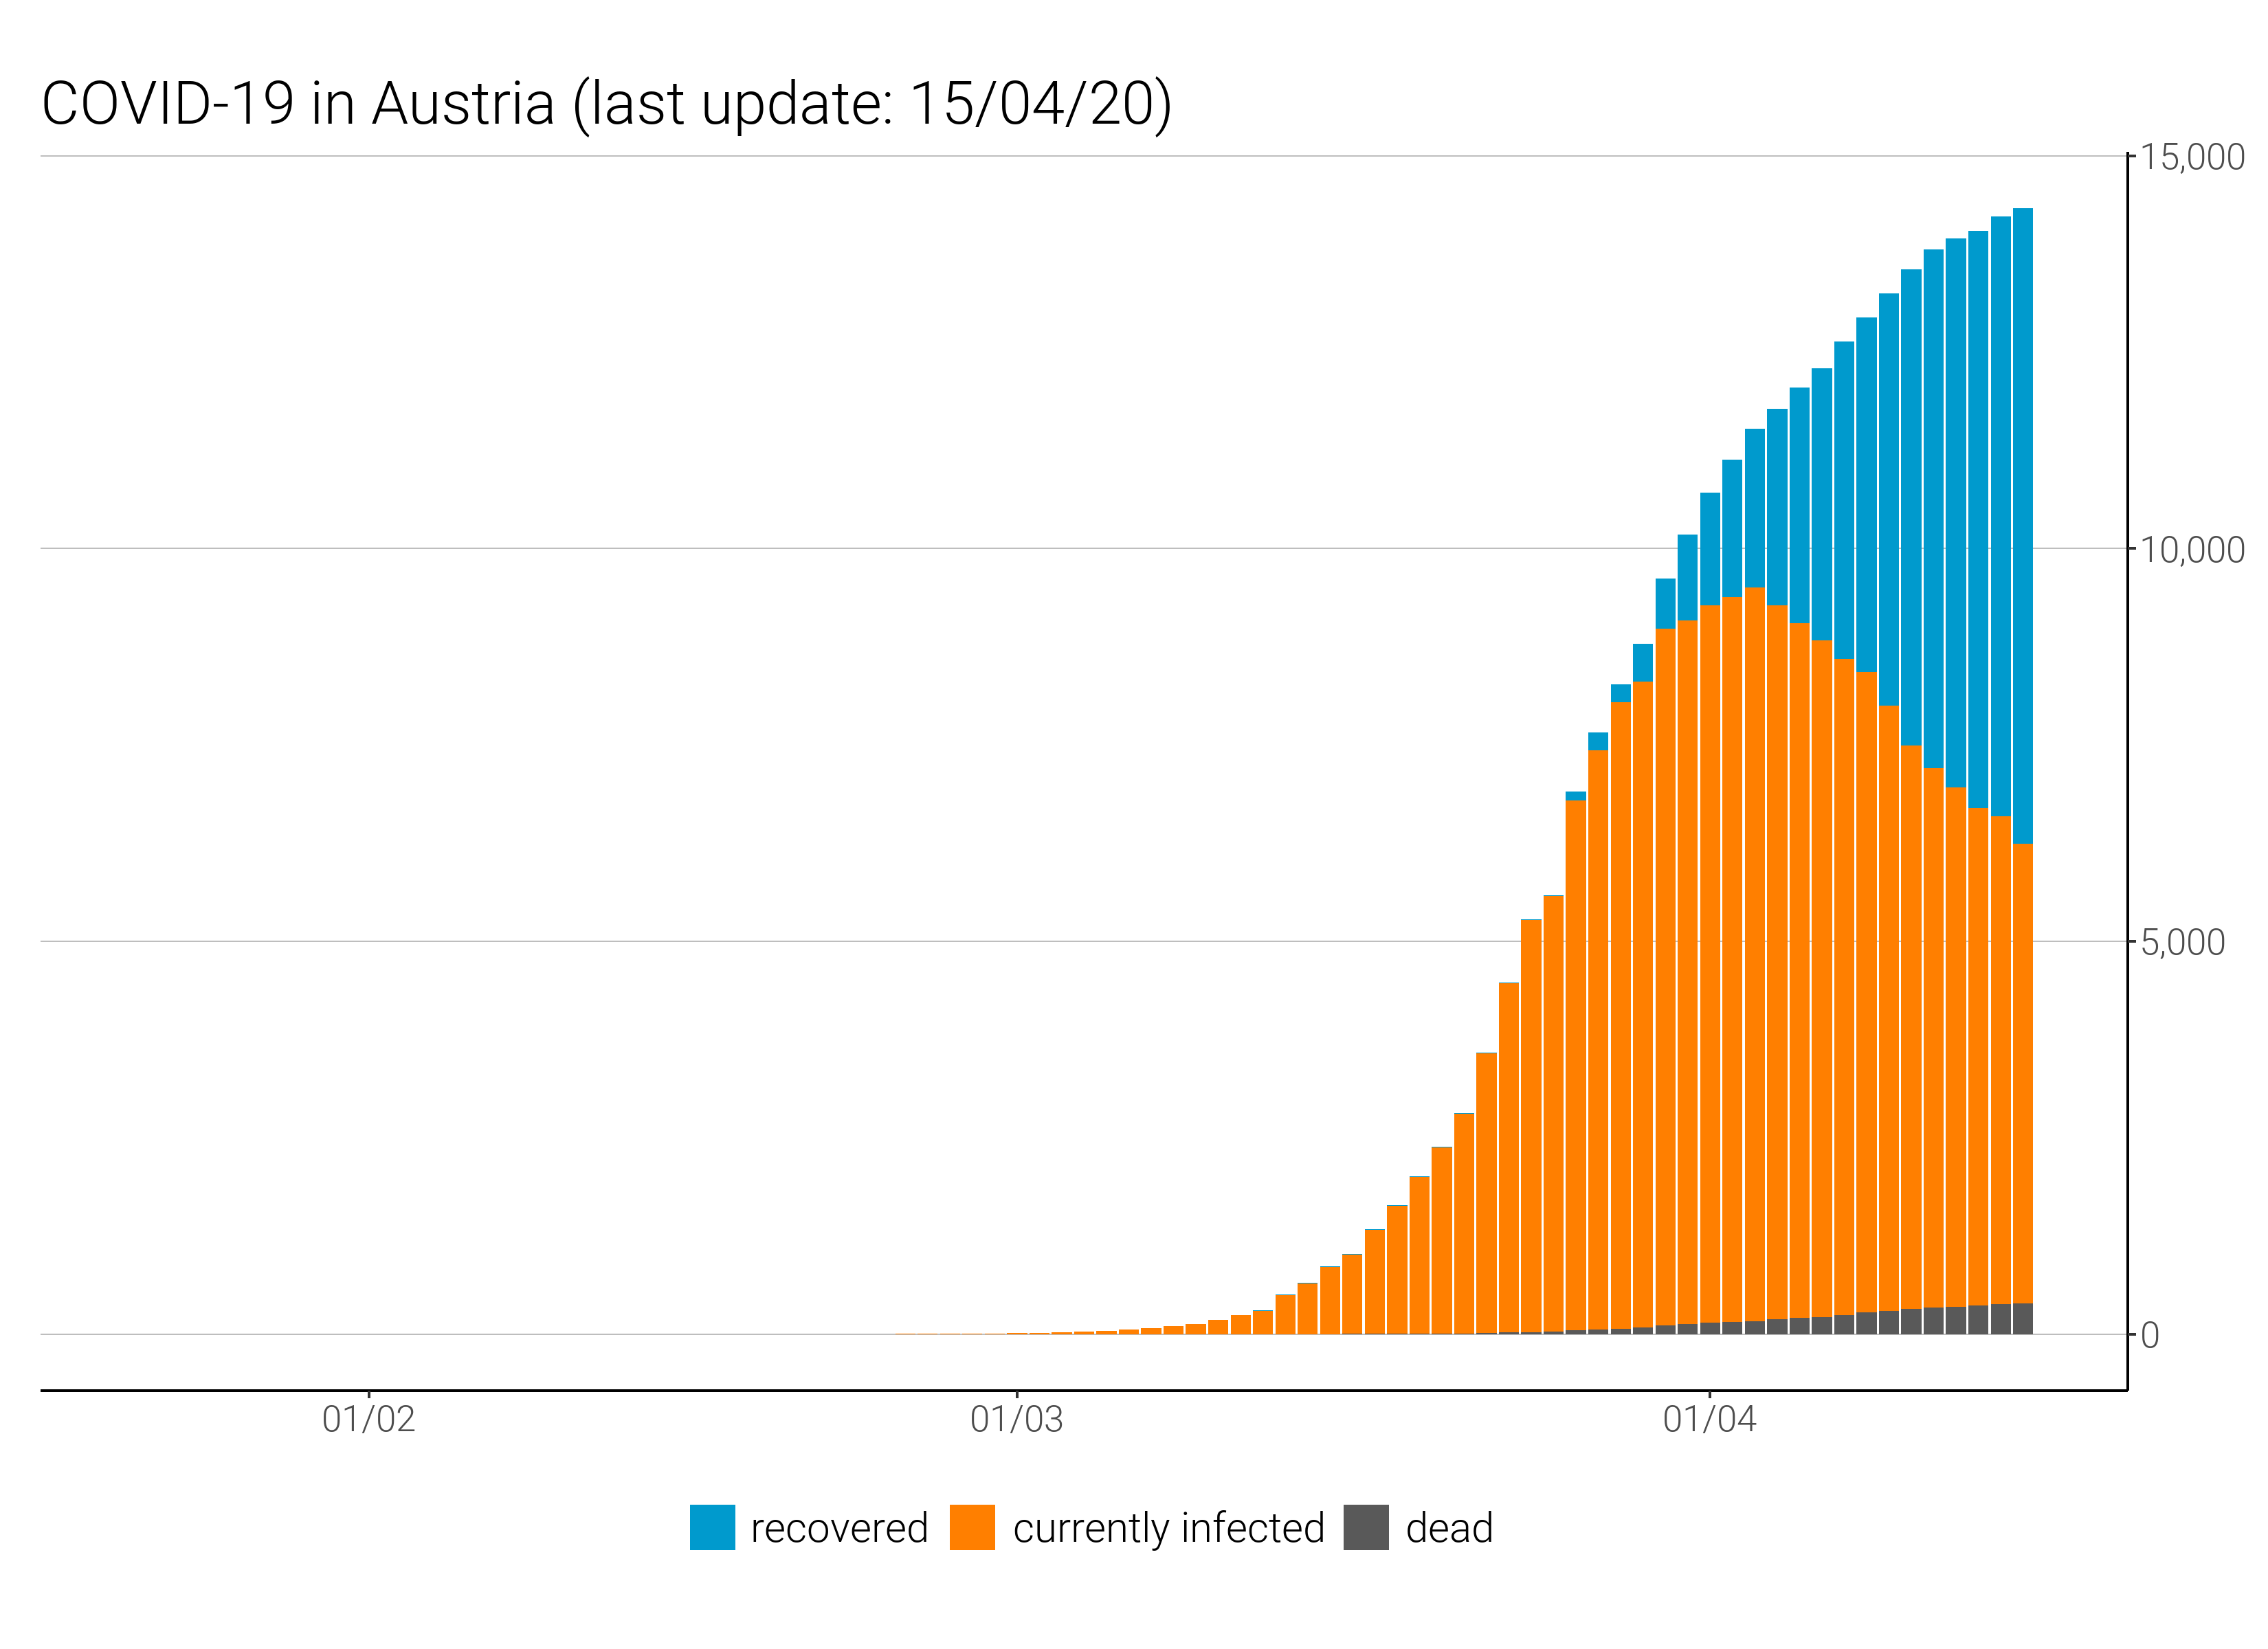 COVID-19 in Austria (last update: 15/04/20)
15,000
10,000
5,000
0
01/02 01/03 01/04
recovered currently infected dead